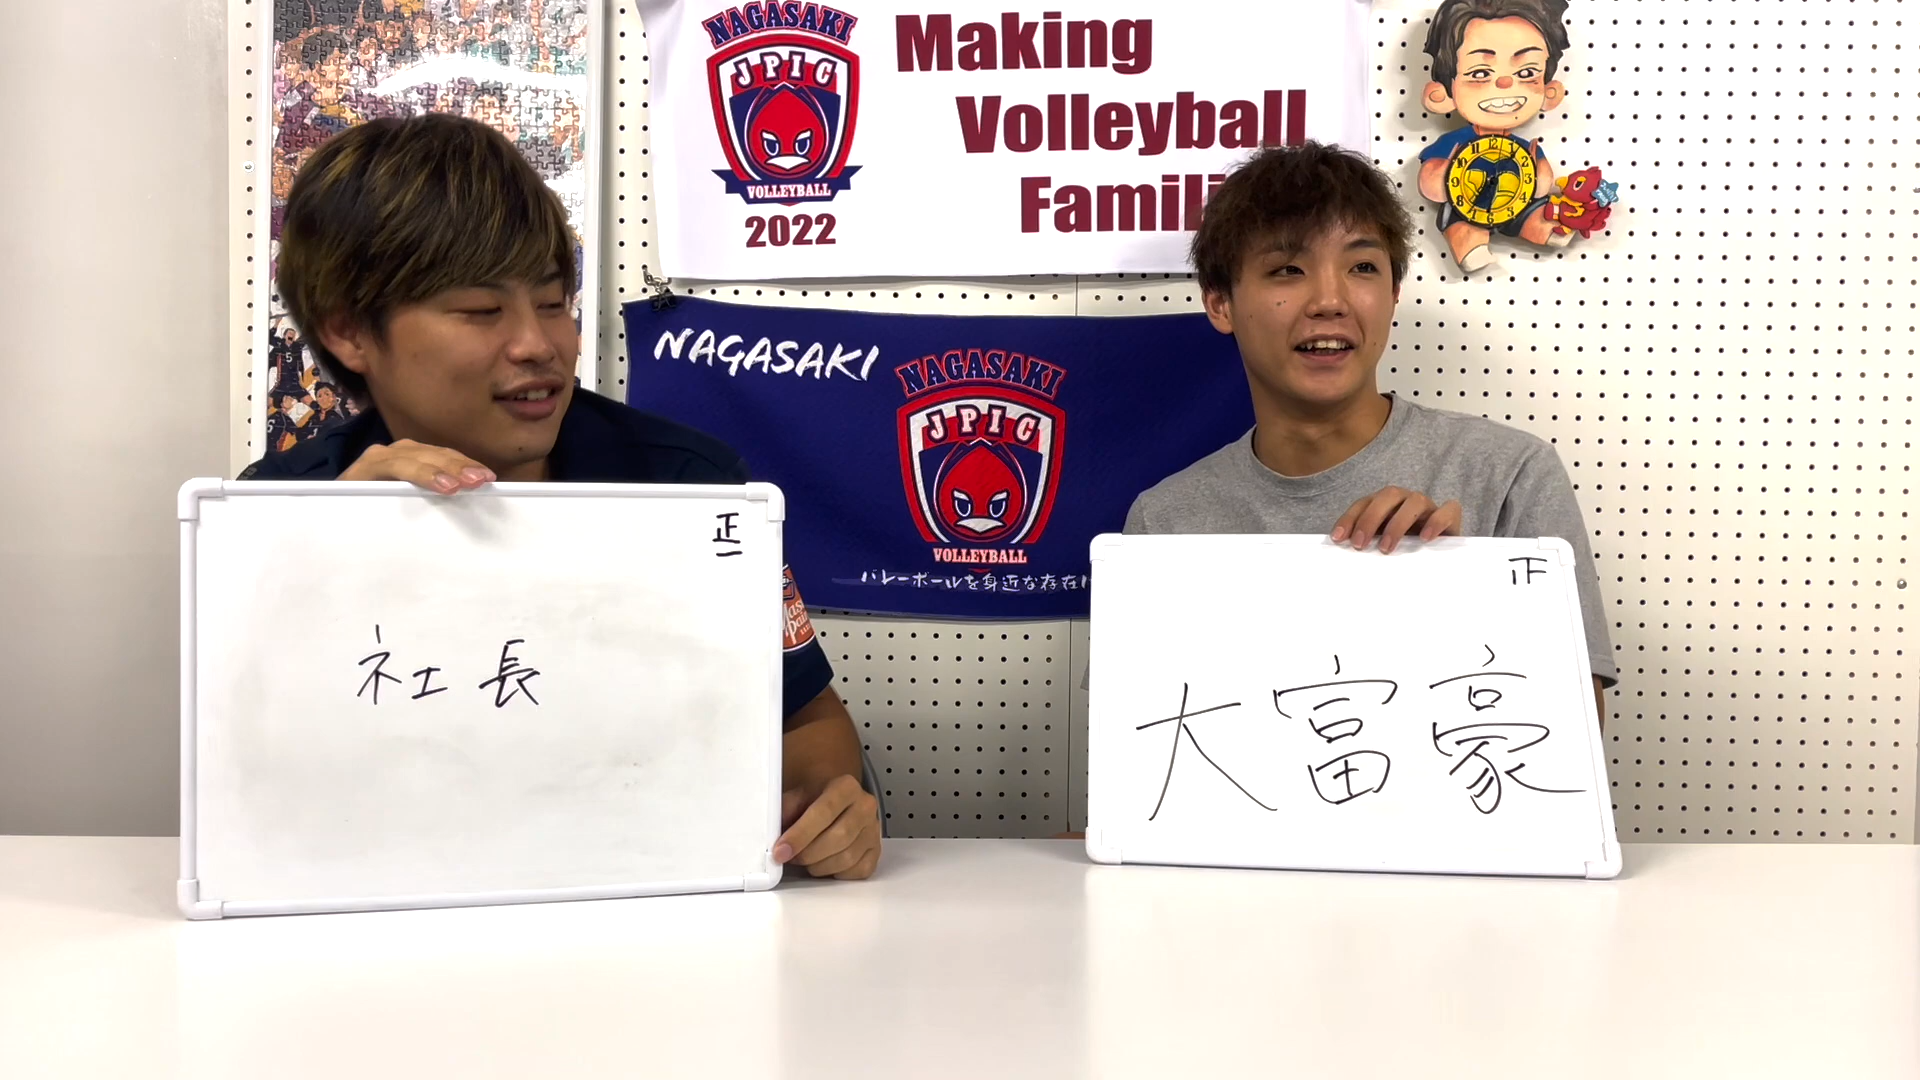 NAGASAKI
JPIC
VOLLEYBALL
2022
Making
Volleyball
Famili
NAGASAKI
NAGASAKI
JPIC
VOLLEYBALL
バレーボールを身近な存在に
正一
社長
正
大富豪